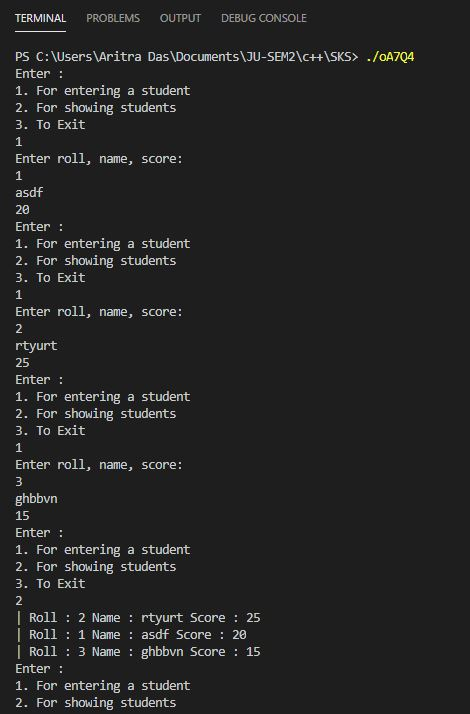 TERMINAL PROBLEMS OUTPUT DEBUG CONSOLE
PS C:\Users\Aritra Das\Documents\JU-SEM2\c++\SKS> ./oA7Q4
Enter :
1. For entering a student
2. For showing students
3. To Exit
1
Enter roll, name, score:
1
asdf
20
Enter :
1. For entering a student
2. For showing students
3. To Exit
1
Enter roll, name, score:
2
rtyurt
25
Enter :
1. For entering a student
2. For showing students
3. To Exit
1
Enter roll, name, score:
3
ghbbvn
15
Enter :
1. For entering a student
2. For showing students
3. To Exit
2
| Roll : 2 Name : rtyurt Score : 25
| Roll : 1 Name : asdf Score : 20
| Roll : 3 Name : ghbbvn Score : 15
Enter :
1. For entering a student
2. For showing students